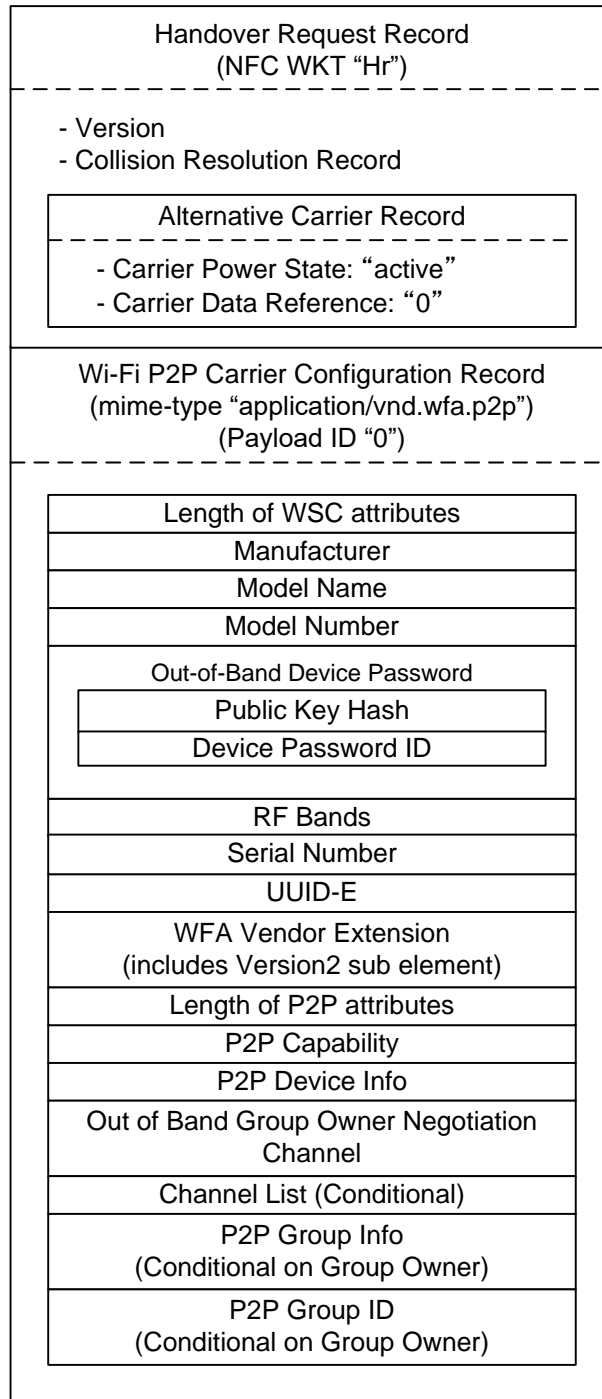 Handover Request Record
(NFC WKT “Hr”)
- Version
- Collision Resolution Record
Alternative Carrier Record
- Carrier Power State: “active”
- Carrier Data Reference: “0”
Wi-Fi P2P Carrier Configuration Record
(mime-type “application/vnd.wfa.p2p”)
(Payload ID “0”)
Length of WSC attributes
Manufacturer
Model Name
Model Number
Out-of-Band Device Password
Public Key Hash
Device Password ID
RF Bands
Serial Number
UUID-E
WFA Vendor Extension
(includes Version2 sub element)
Length of P2P attributes
P2P Capability
P2P Device Info
Out of Band Group Owner Negotiation
Channel
Channel List (Conditional)
P2P Group Info
(Conditional on Group Owner)
P2P Group ID
(Conditional on Group Owner)